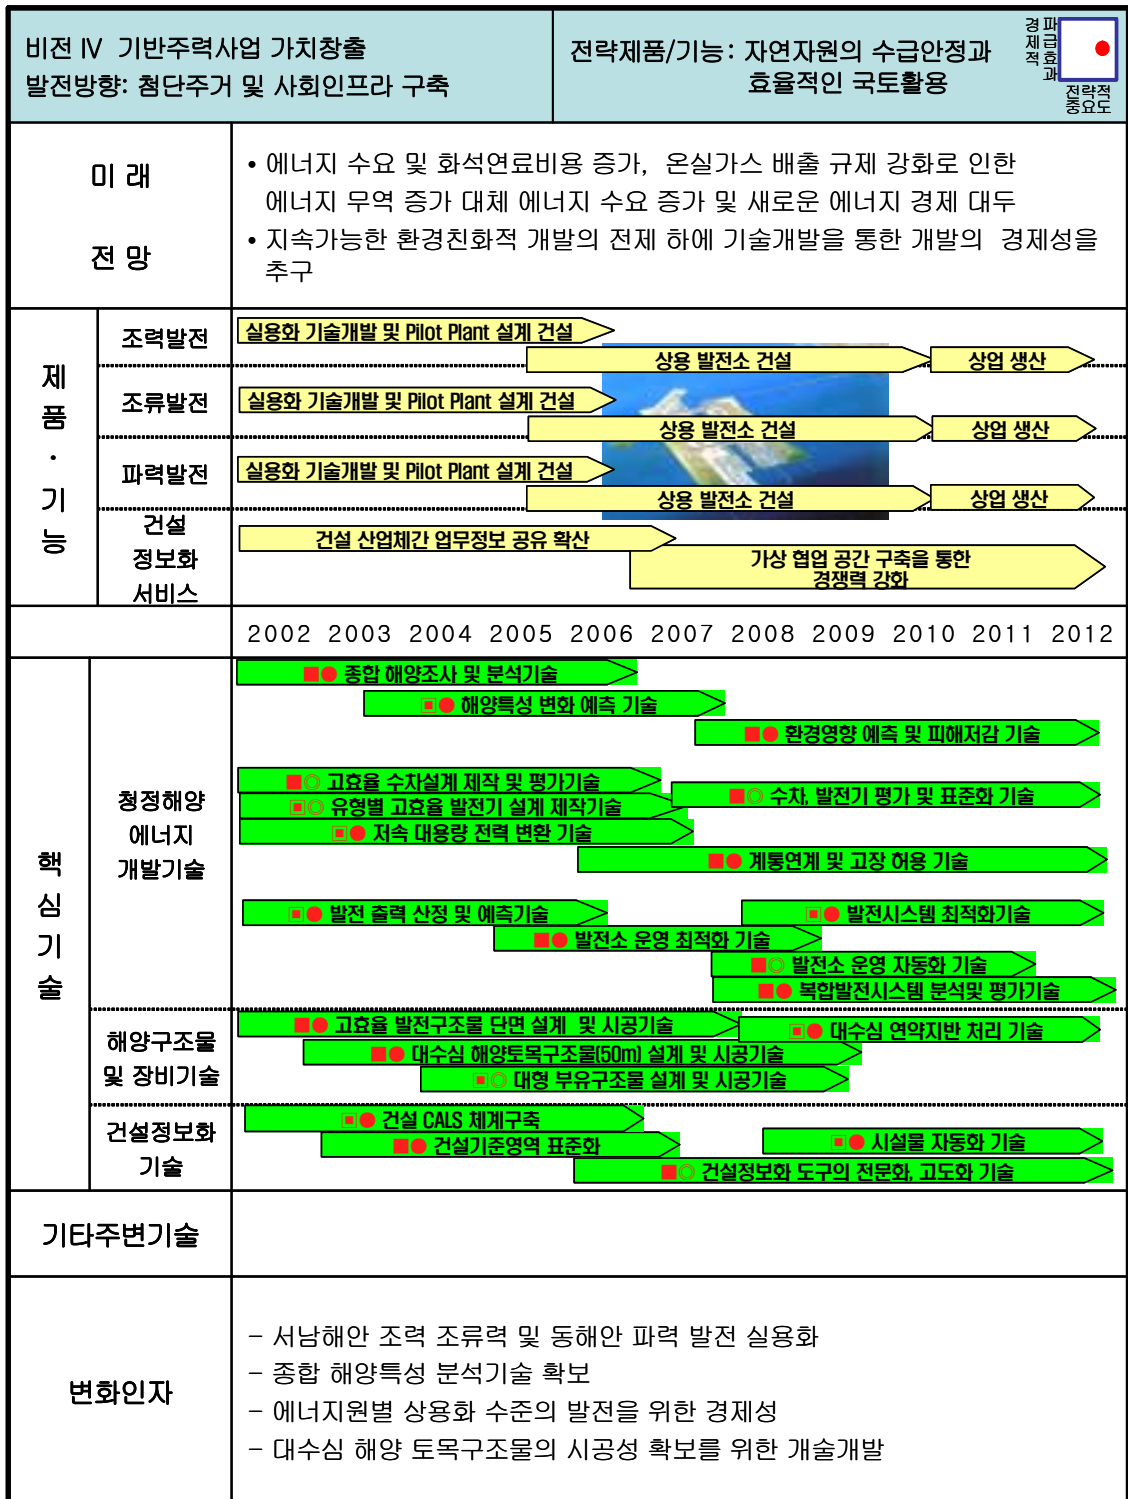 비전 Ⅳ 기반주력사업 가치창출
발전방향: 첨단주거 및 사회인프라 구축
전략제품/기능: 자연자원의 수급안정과
효율적인 국토활용
경제적
파급효과
전략적
중요도
미 래
전 망
• 에너지 수요 및 화석연료비용 증가, 온실가스 배출 규제 강화로 인한
에너지 무역 증가 대체 에너지 수요 증가 및 새로운 에너지 경제 대두
• 지속가능한 환경친화적 개발의 전제 하에 기술개발을 통한 개발의 경제성을
추구
제
품
·
기
능
조력발전
실용화 기술개발 및 Pilot Plant 설계 건설
상용 발전소 건설
상업 생산
조류발전
실용화 기술개발 및 Pilot Plant 설계 건설
상용 발전소 건설
상업 생산
파력발전
실용화 기술개발 및 Pilot Plant 설계 건설
상용 발전소 건설
상업 생산
건설
정보화
서비스
건설 산업체간 업무정보 공유 확산
가상 협업 공간 구축을 통한
경쟁력 강화
2002 2003 2004 2005 2006 2007 2008 2009 2010 2011 2012
핵
심
기
술
청정해양
에너지
개발기술
■● 종합 해양조사 및 분석기술
▣● 해양특성 변화 예측 기술
■● 환경영향 예측 및 피해저감 기술
■◎ 고효율 수차설계 제작 및 평가기술
■◎ 수차, 발전기 평가 및 표준화 기술
▣◎ 유형별 고효율 발전기 설계 제작기술
▣● 저속 대용량 전력 변환 기술
■● 계통연계 및 고장 허용 기술
▣● 발전 출력 산정 및 예측기술
▣● 발전시스템 최적화기술
■● 발전소 운영 최적화 기술
■◎ 발전소 운영 자동화 기술
■● 복합발전시스템 분석및 평가기술
해양구조물
및 장비기술
■● 고효율 발전구조물 단면 설계 및 시공기술
▣● 대수심 연약지반 처리 기술
■● 대수심 해양토목구조물(50m) 설계 및 시공기술
▣◎ 대형 부유구조물 설계 및 시공기술
건설정보화
기술
▣● 건설 CALS 체계구축
■● 건설기준영역 표준화
▣● 시설물 자동화 기술
■◎ 건설정보화 도구의 전문화, 고도화 기술
기타주변기술
변화인자
– 서남해안 조력 조류력 및 동해안 파력 발전 실용화
– 종합 해양특성 분석기술 확보
– 에너지원별 상용화 수준의 발전을 위한 경제성
– 대수심 해양 토목구조물의 시공성 확보를 위한 개술개발